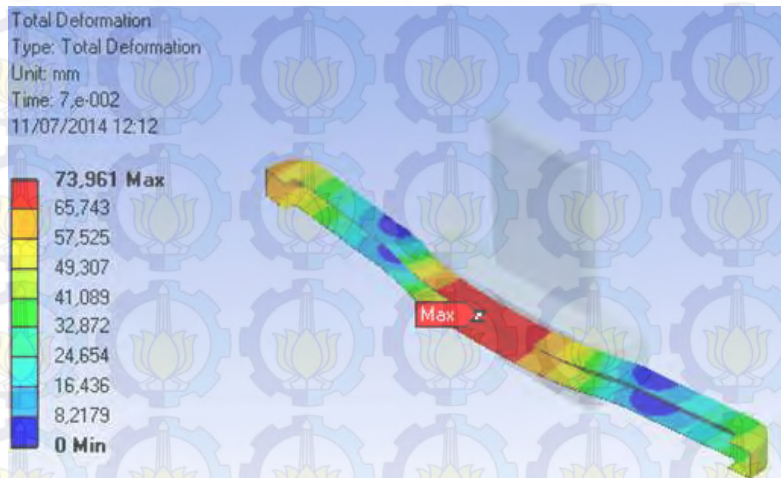 Total Deformation
Type: Total Deformation
Unit: mm
Time: 7,e-002
11/07/2014 12:12
73,961 Max
65,743
57,525
49,307
41,089
32,872
24,654
16,436
8,2179
0 Min
Max